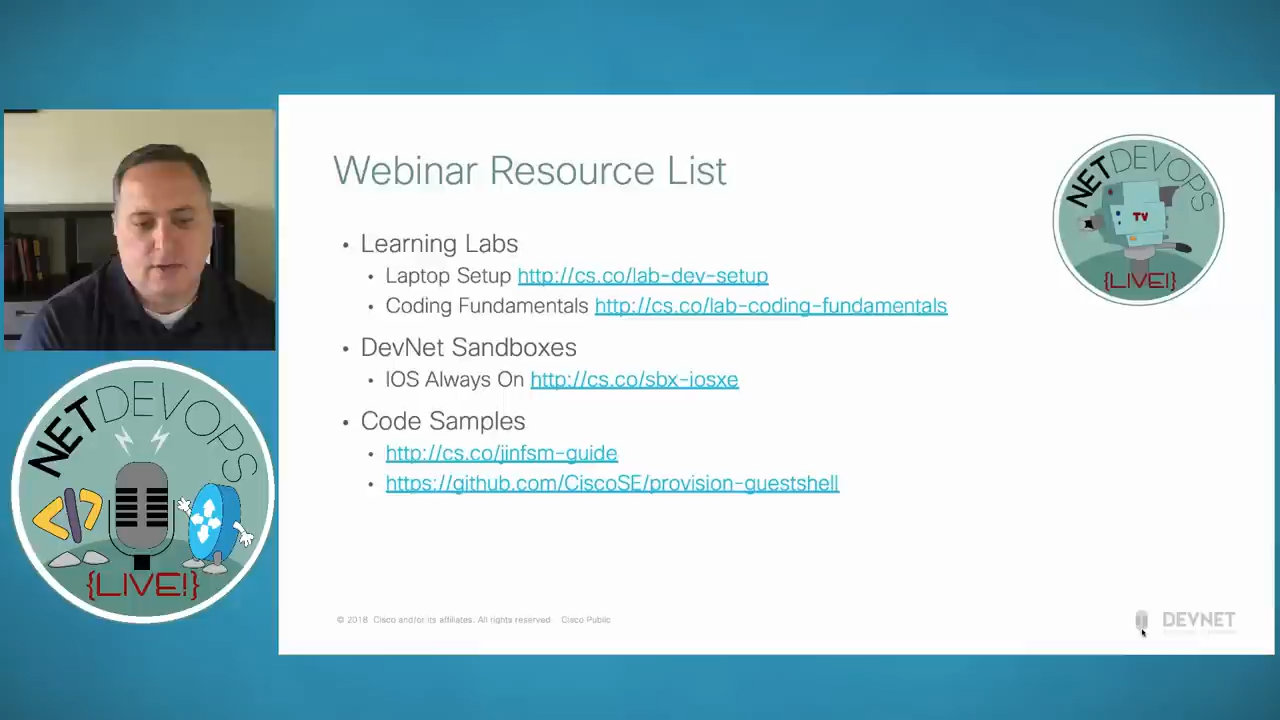 Webinar Resource List
NETDEVOPS
TV
{LIVE!}
• Learning Labs
• Laptop Setup http://cs.co/lab-dev-setup
• Coding Fundamentals http://cs.co/lab-coding-fundamentals
• DevNet Sandboxes
• IOS Always On http://cs.co/sbx-iosxe
• Code Samples
• http://cs.co/jinfsm-guide
• https://github.com/CiscoSE/provision-guestshell
NETDEVOPS
</>
{LIVE!}
© 2018 Cisco and/or its affiliates. All rights reserved Cisco Public
DEVNET